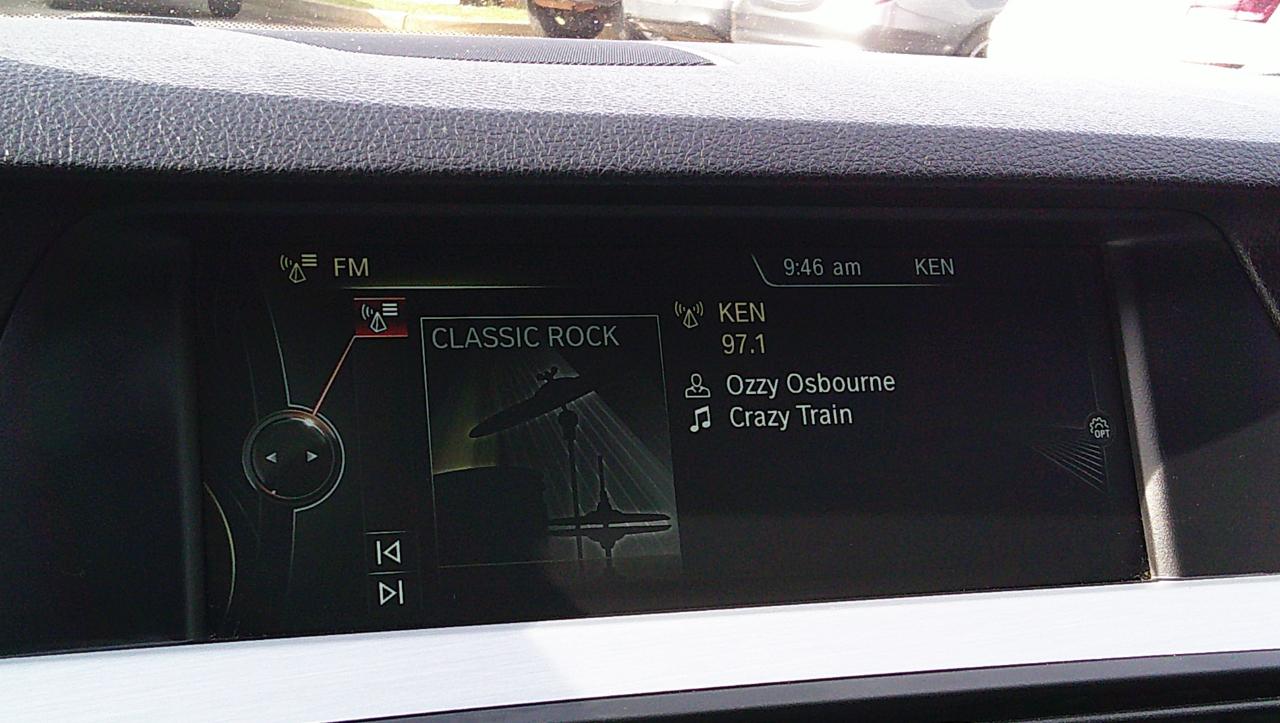 FM
9:46 am KEN
CLASSIC ROCK
KEN
97.1
Ozzy Osbourne
Crazy Train
OPT